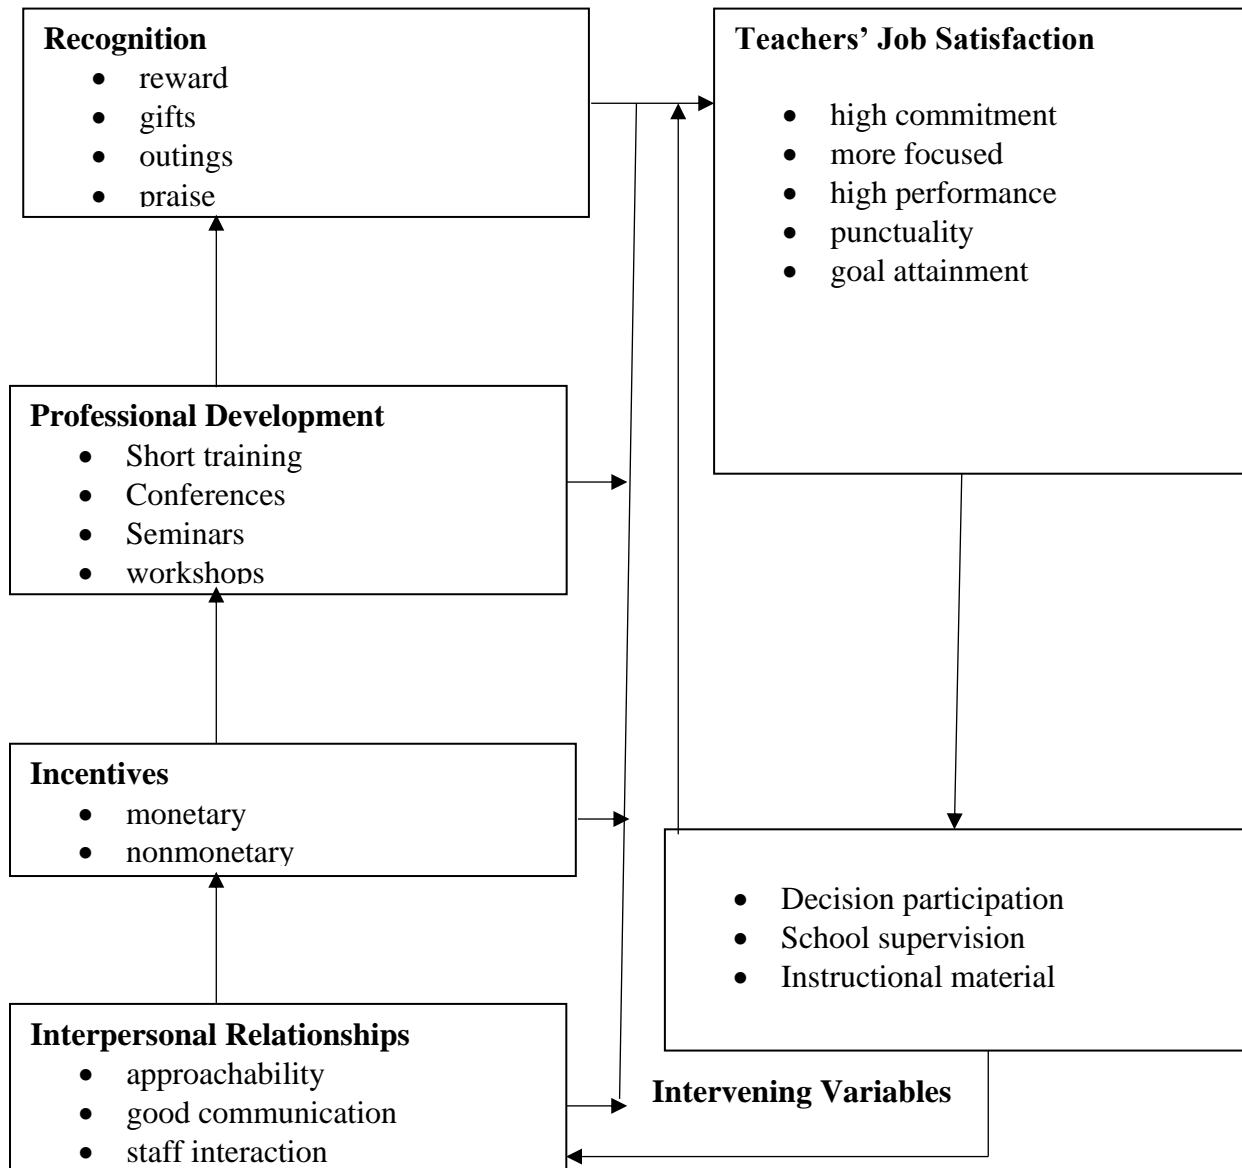 Recognition
• reward
• gifts
• outings
• praise
Teachers’ Job Satisfaction
• high commitment
• more focused
• high performance
• punctuality
• goal attainment
Professional Development
• Short training
• Conferences
• Seminars
• workshops
Incentives
• monetary
• nonmonetary
• Decision participation
• School supervision
• Instructional material
Interpersonal Relationships
• approachability
• good communication
• staff interaction
Intervening Variables